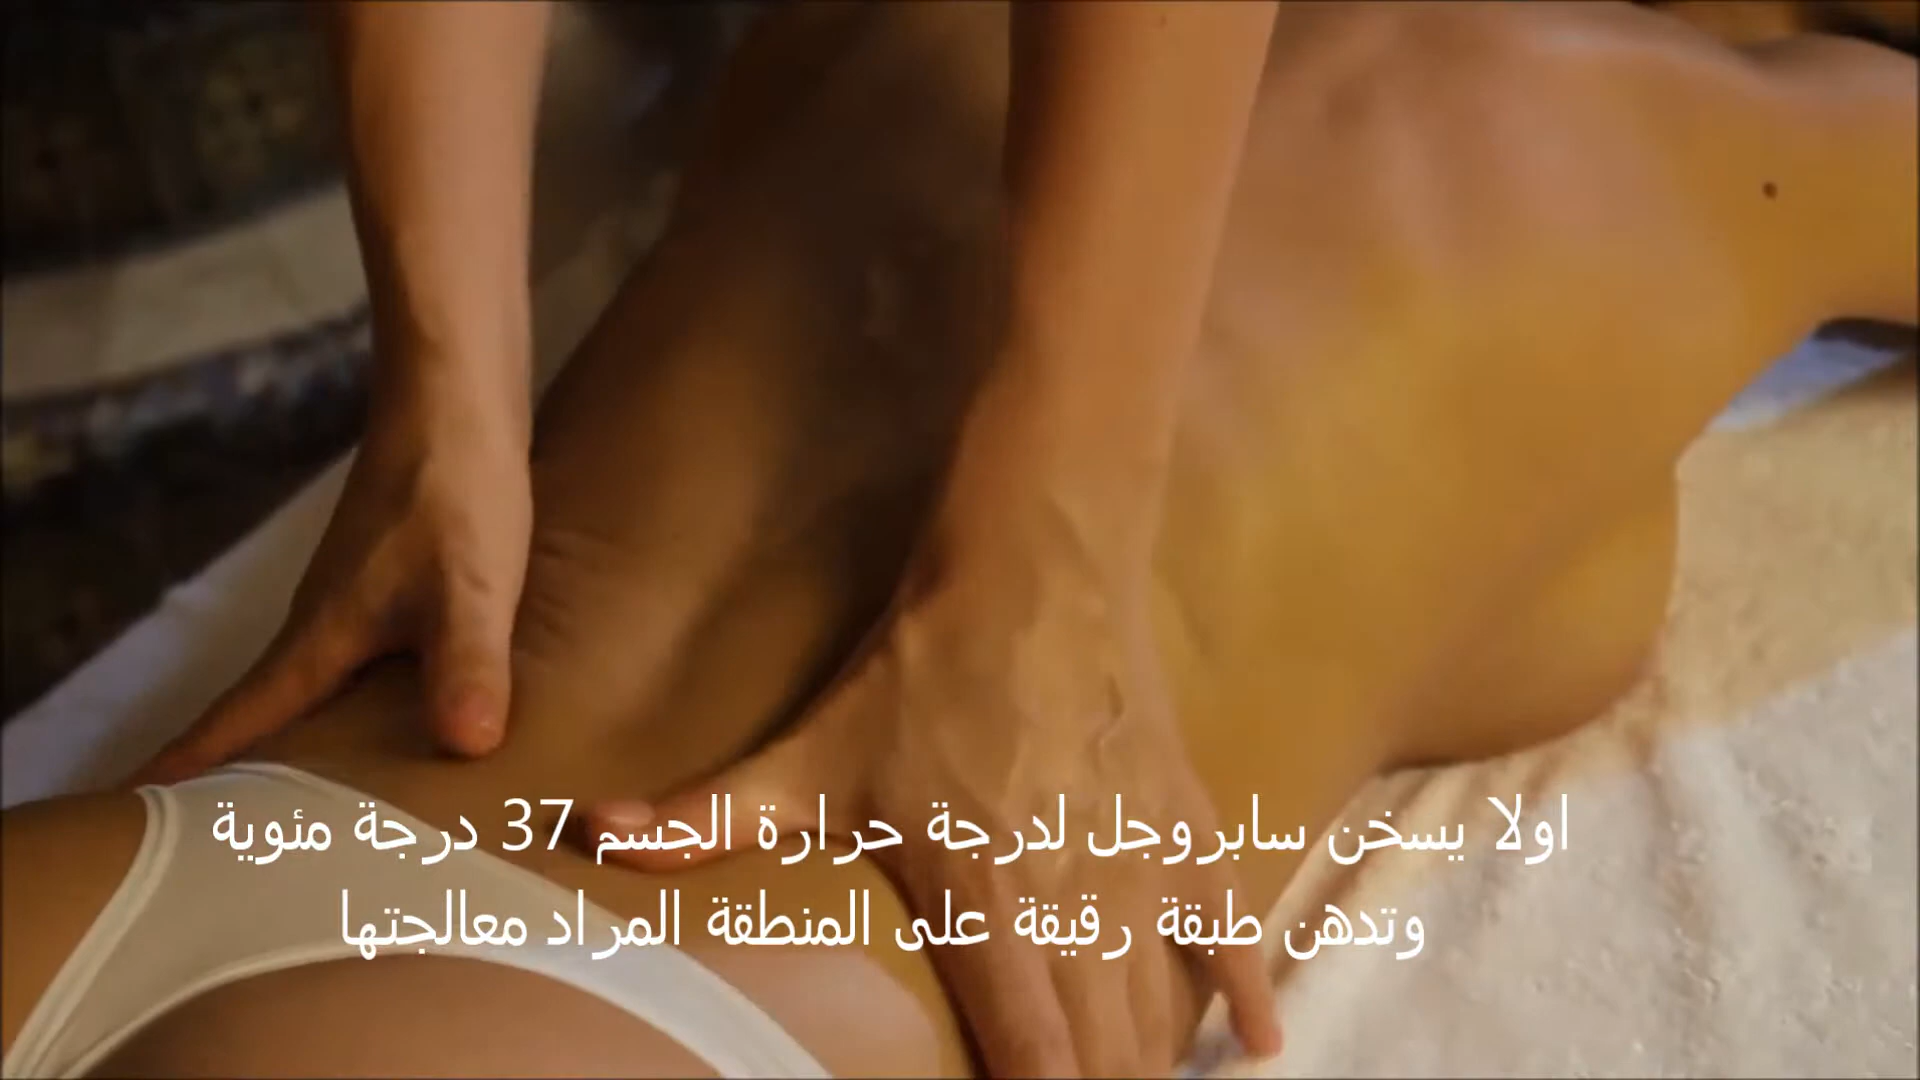 اولا يسخن سابروجل لدرجة حرارة الجسم 37 درجة مئوية
وتدهن طبقة رقيقة على المنطقة المراد معالجتها